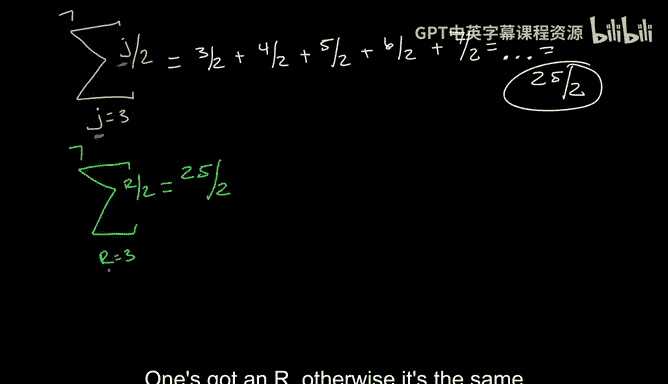 GPT中英字幕课程资源 bilibili
7
∑ j/2 = 3/2 + 4/2 + 5/2 + 6/2 + 7/2 = ... =
j=3
25/2
7
∑ R/2 = 25/2
R=3
One's got an R, otherwise it's the same